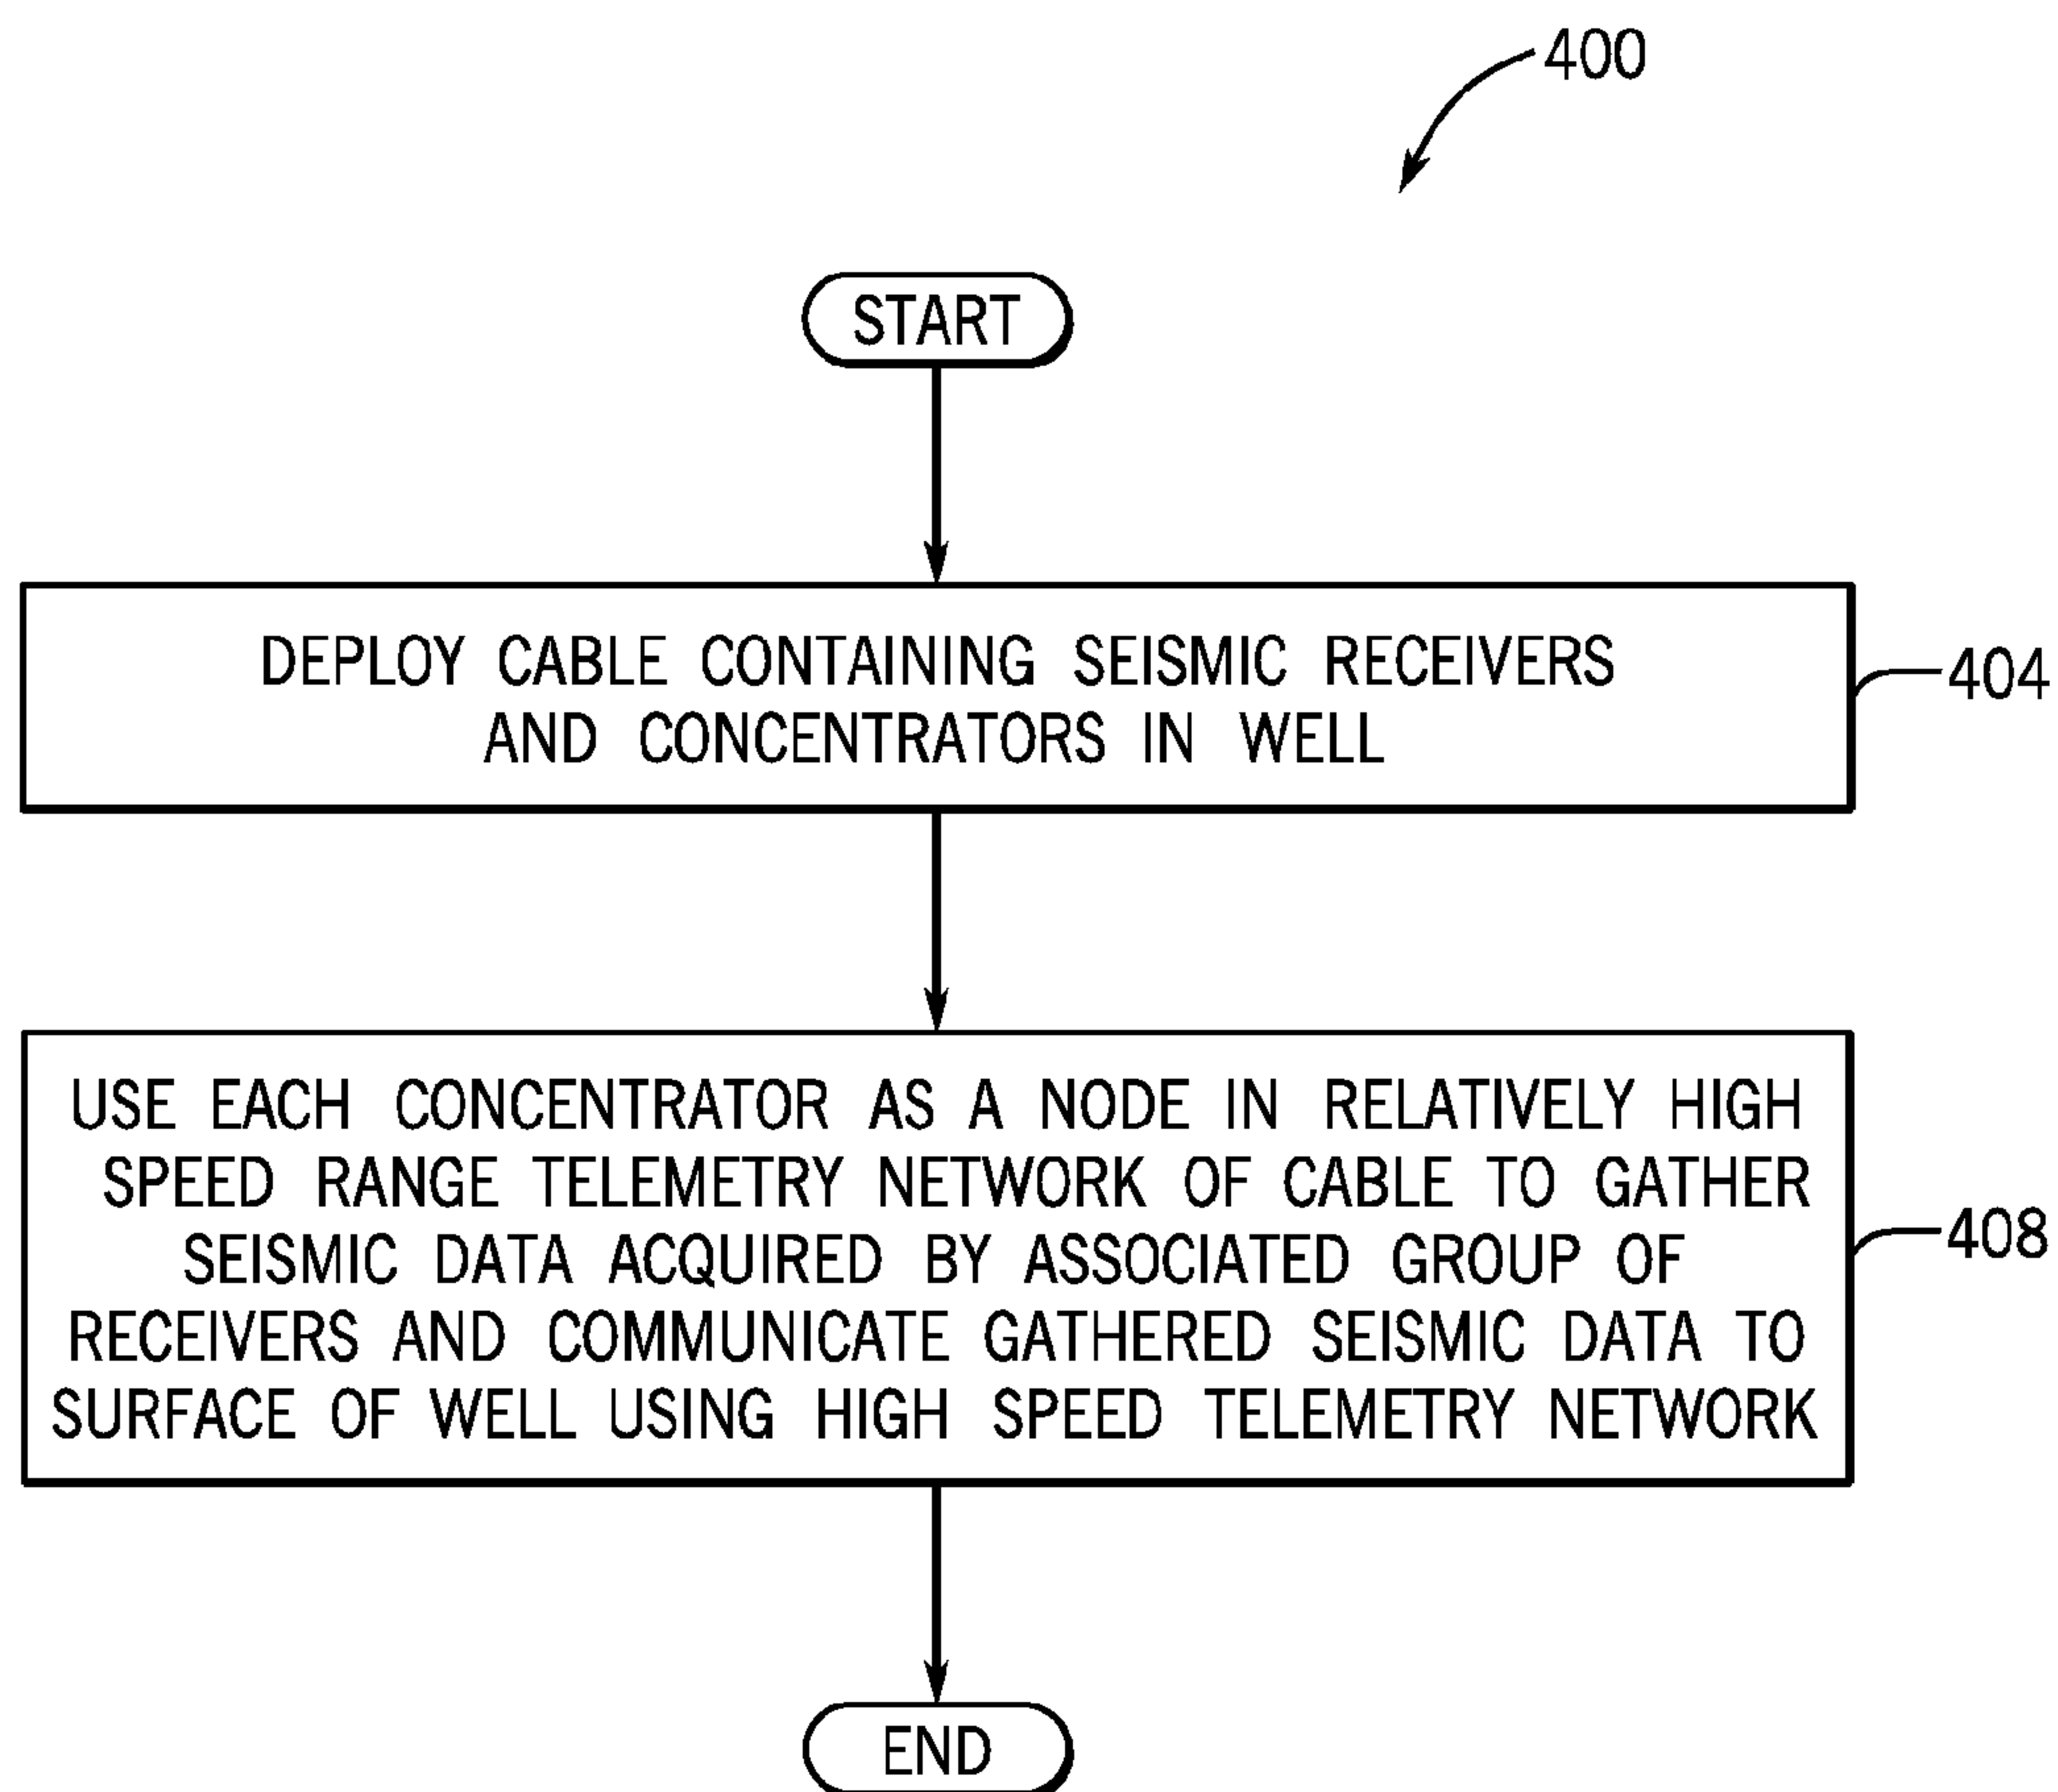 400
START
DEPLOY CABLE CONTAINING SEISMIC RECEIVERS
AND CONCENTRATORS IN WELL
404
USE EACH CONCENTRATOR AS A NODE IN RELATIVELY HIGH
SPEED RANGE TELEMETRY NETWORK OF CABLE TO GATHER
SEISMIC DATA ACQUIRED BY ASSOCIATED GROUP OF
RECEIVERS AND COMMUNICATE GATHERED SEISMIC DATA TO
SURFACE OF WELL USING HIGH SPEED TELEMETRY NETWORK
408
END